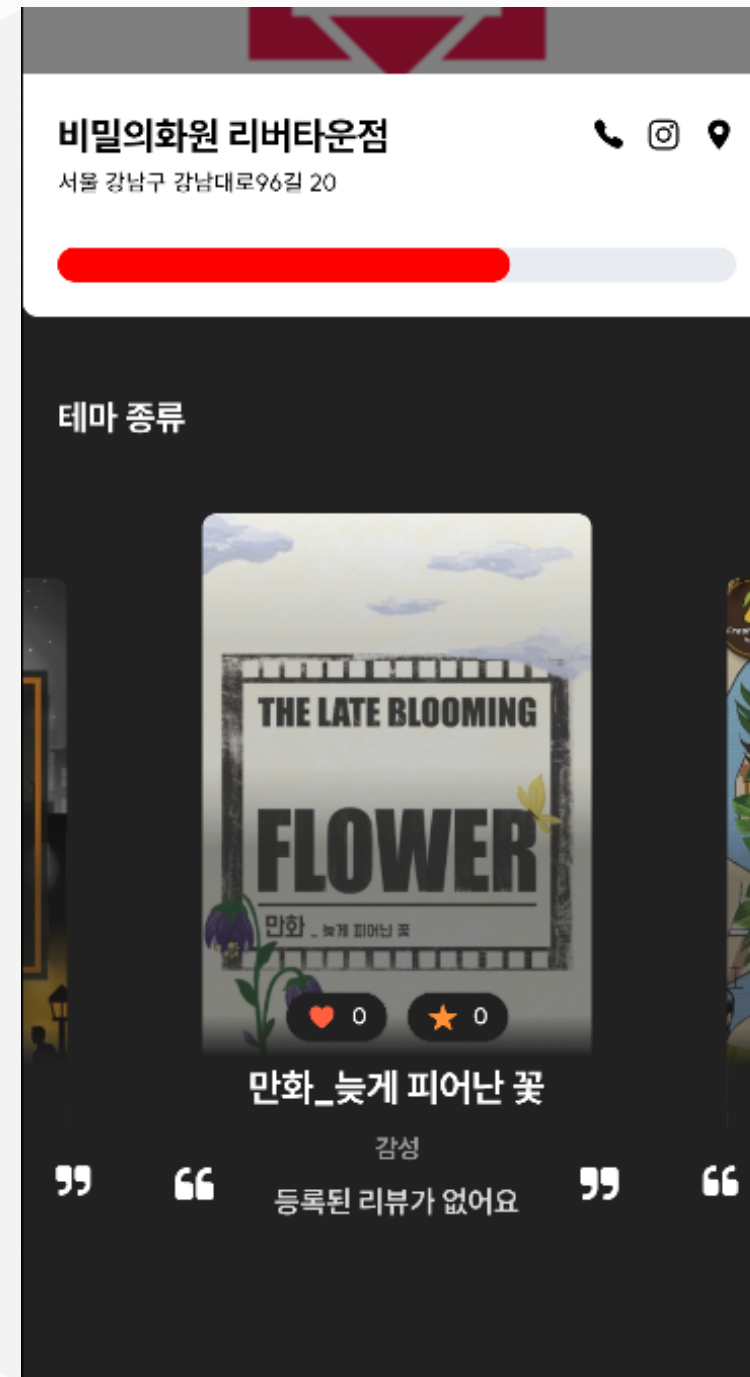 비밀의화원 리버타운점
서울 강남구 강남대로96길 20
테마 종류
THE LATE BLOOMING
FLOWER
만화 _ 늦게 피어난 꽃
0
0
만화_늦게 피어난 꽃
감성
” “ 등록된 리뷰가 없어요 ” “